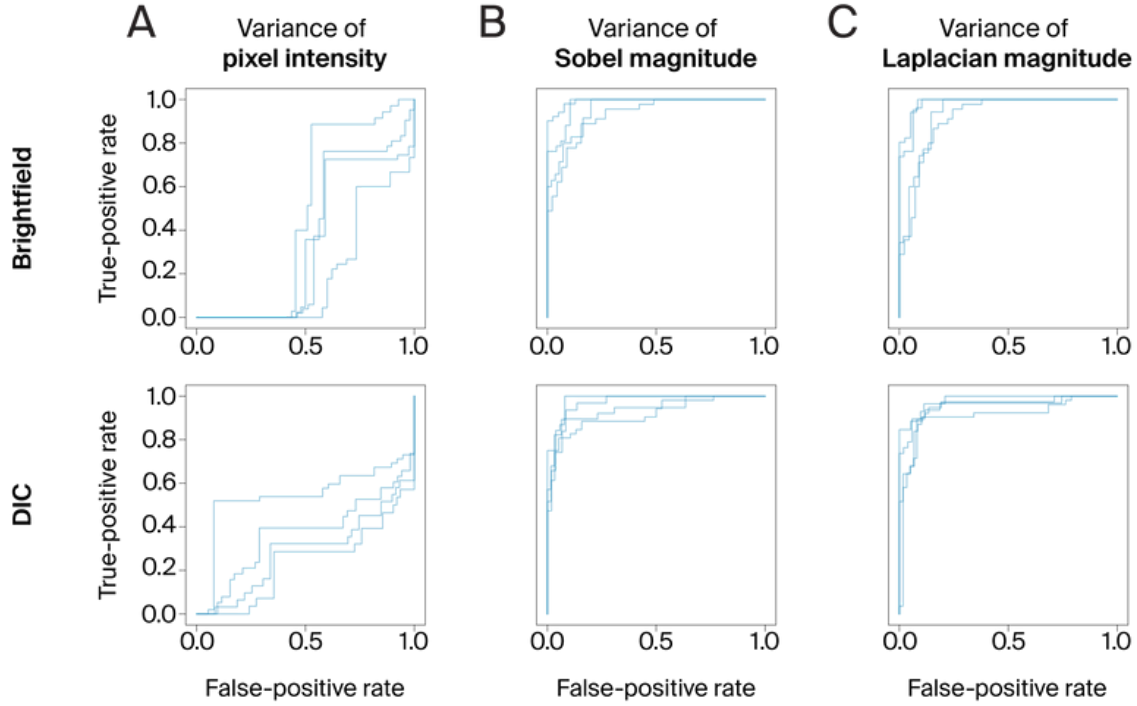 A
Variance of
pixel intensity
B
Variance of
Sobel magnitude
C
Variance of
Laplacian magnitude
Brightfield
True-positive rate
1.0
0.8
0.6
0.4
0.2
0.0
0.0 0.5 1.0
0.0 0.5 1.0
0.0 0.5 1.0
DIC
True-positive rate
1.0
0.8
0.6
0.4
0.2
0.0
0.0 0.5 1.0
0.0 0.5 1.0
0.0 0.5 1.0
False-positive rate
False-positive rate
False-positive rate